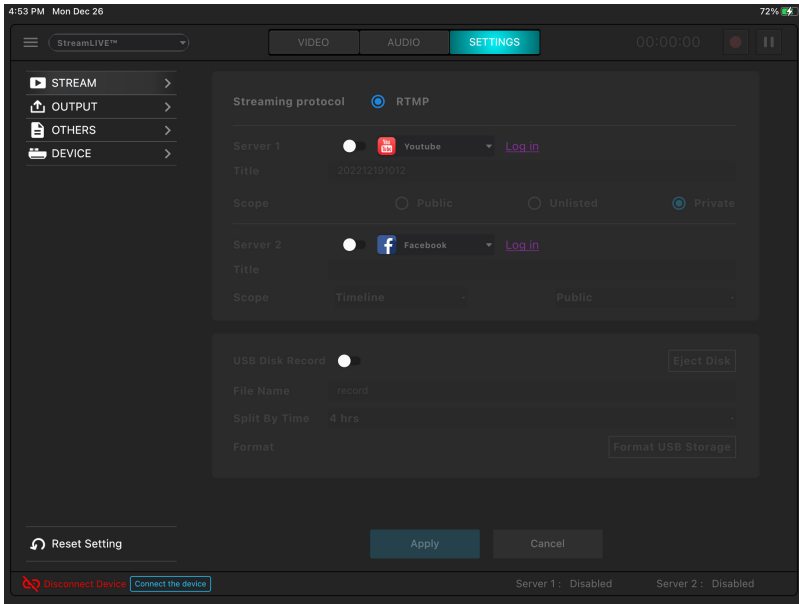 4:53 PM Mon Dec 26
72%
StreamLIVE™
VIDEO
AUDIO
SETTINGS
00:00:00
STREAM
OUTPUT
OTHERS
DEVICE
Streaming protocol
RTMP
Server 1
You Tube
Youtube
Log in
Title
202212191012
Scope
Public
Unlisted
Private
Server 2
f
Facebook
Log in
Title
Scope
Timeline
Public
USB Disk Record
Eject Disk
File Name
record
Split By Time
4 hrs
Format
Format USB Storage
Reset Setting
Apply
Cancel
Disconnect Device
Connect the device
Server 1 : Disabled
Server 2 : Disabled